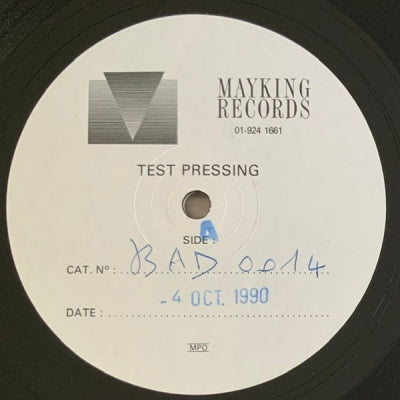 MAYKING
RECORDS
01-924 1661
TEST PRESSING
SIDE: A
CAT. Nº: BAD 0014
- 4 OCT. 1990
DATE:
MPO